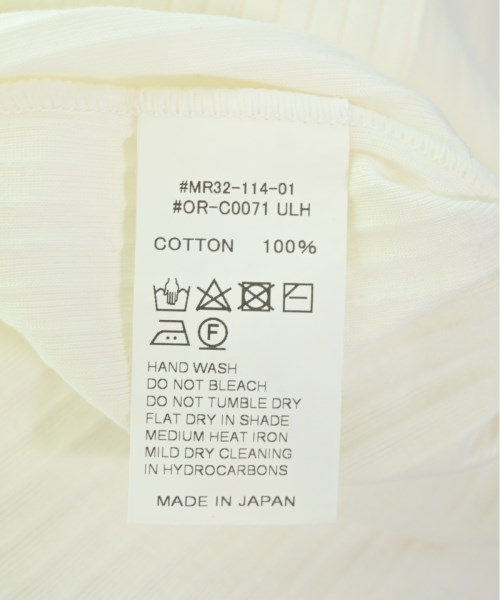 #MR32-114-01
#OR-C0071 ULH
COTTON 100%
F
HAND WASH
DO NOT BLEACH
DO NOT TUMBLE DRY
FLAT DRY IN SHADE
MEDIUM HEAT IRON
MILD DRY CLEANING
IN HYDROCARBONS
MADE IN JAPAN